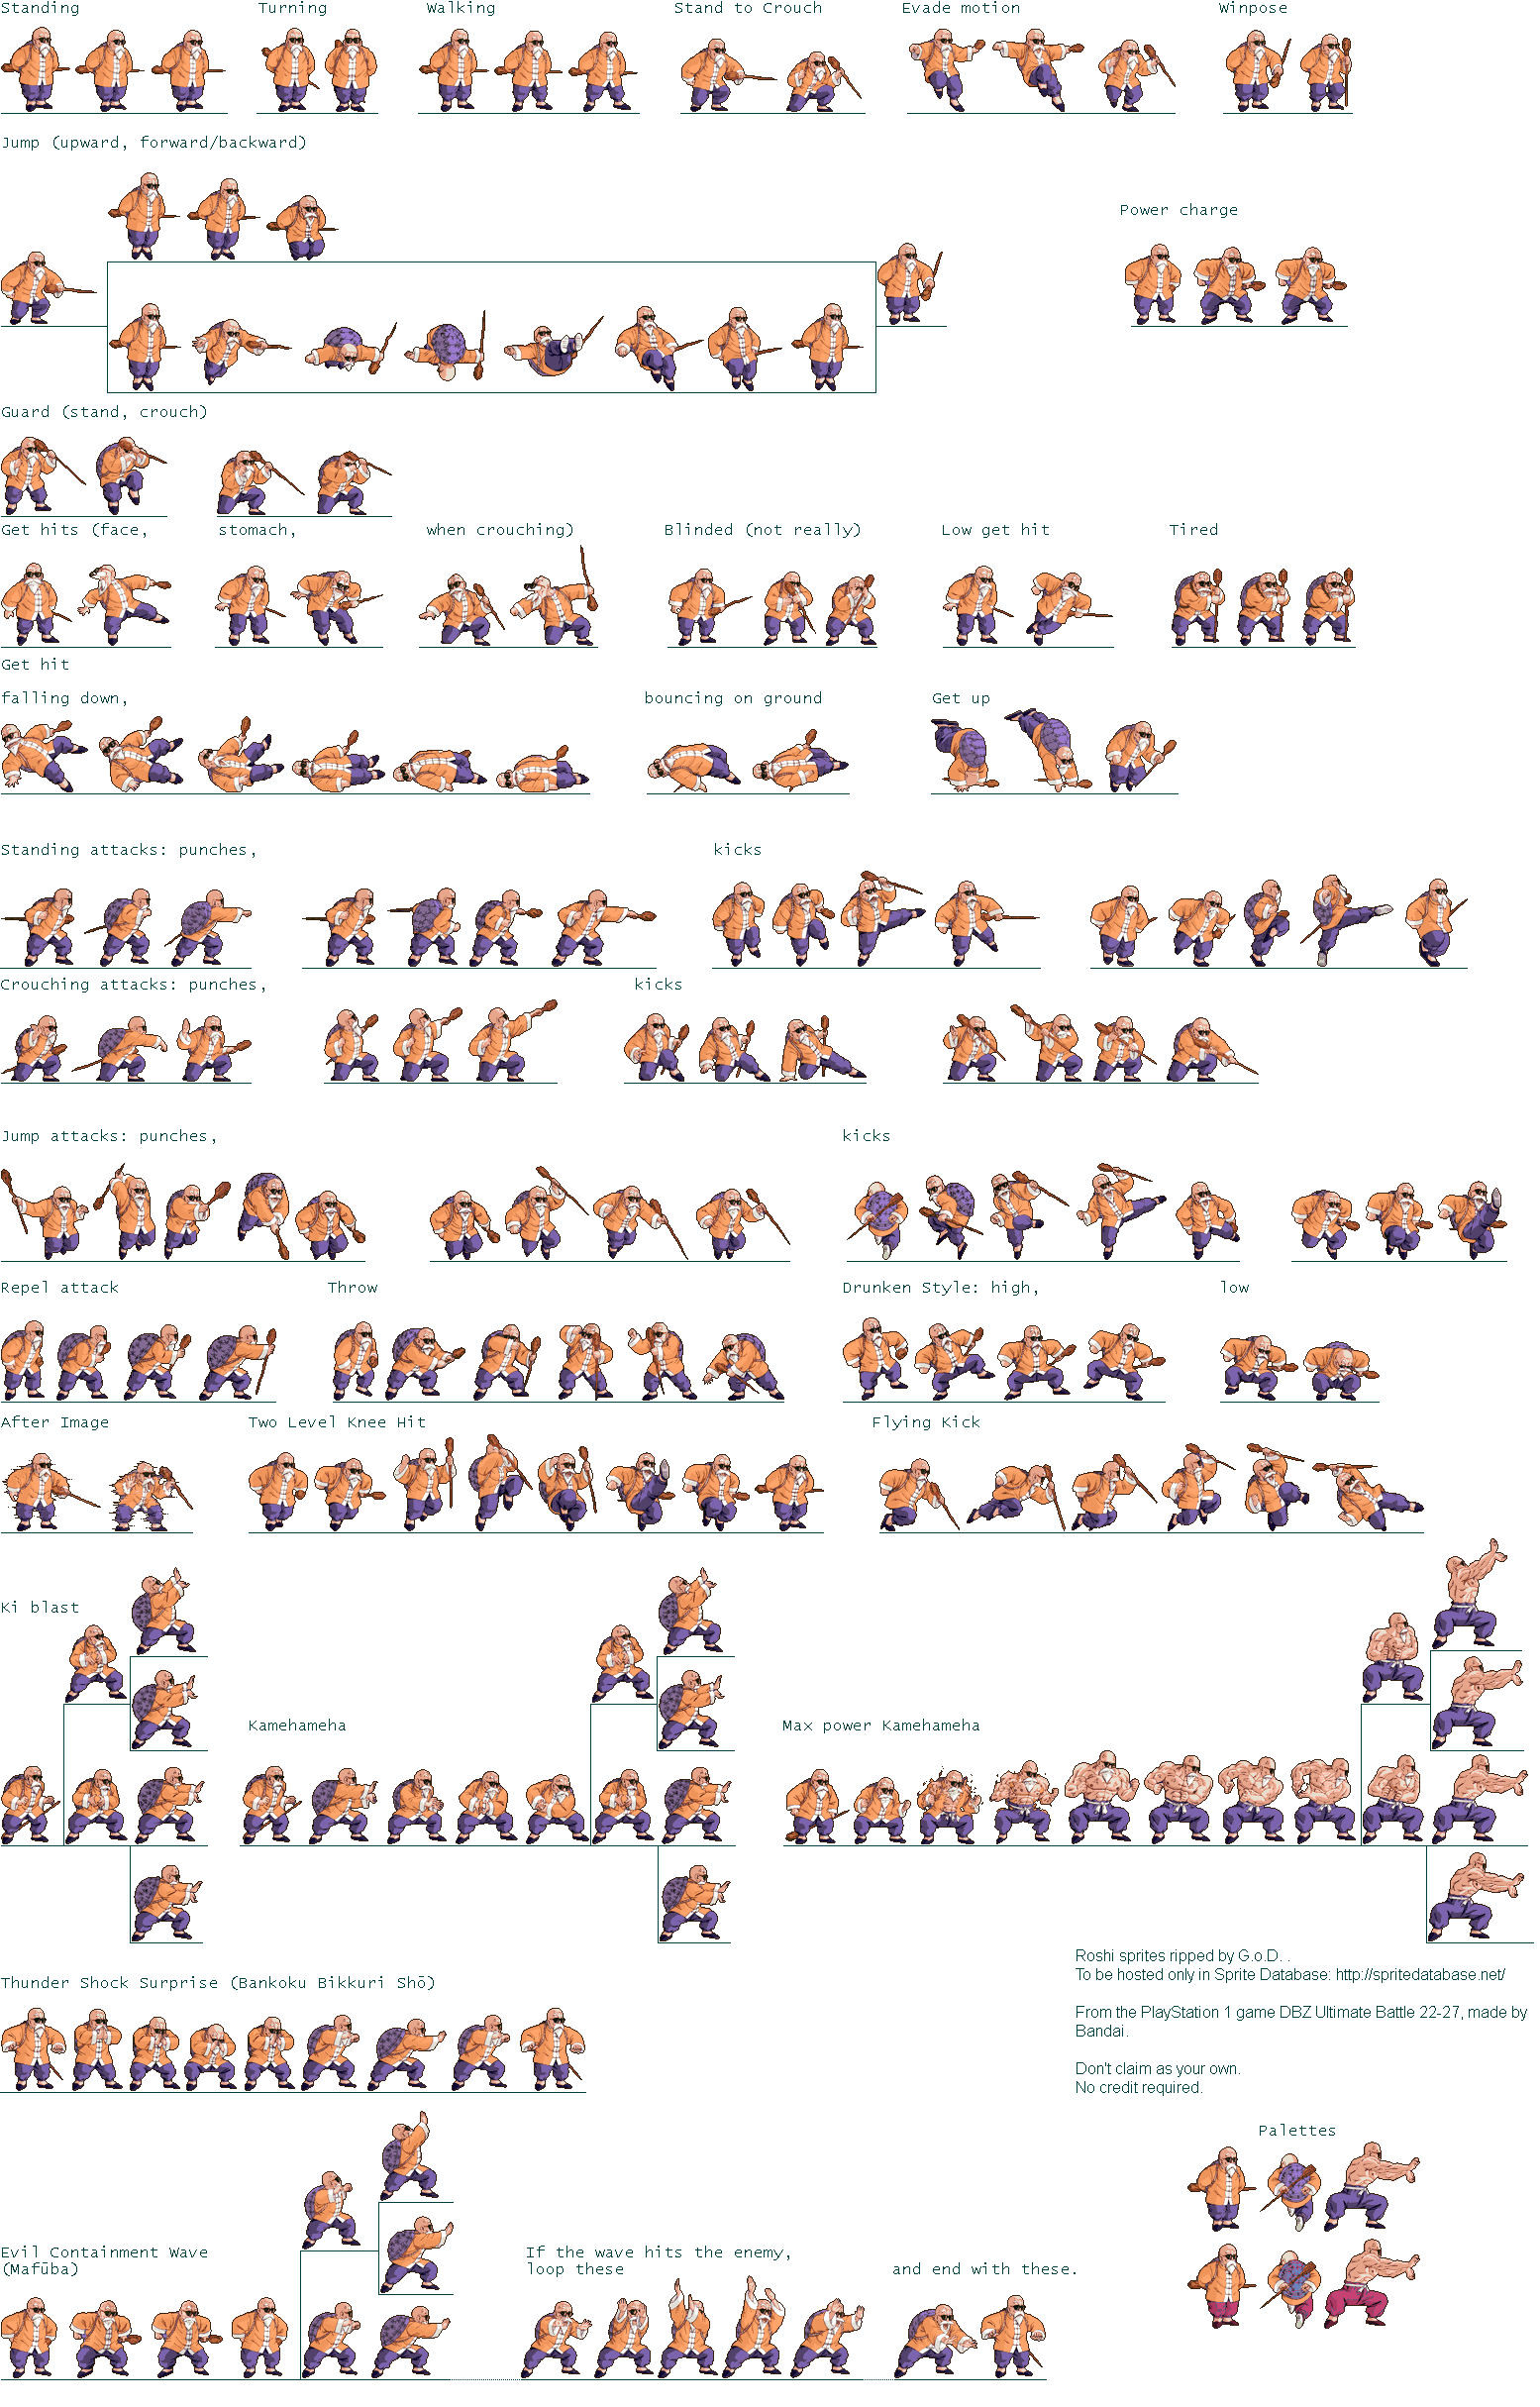 Standing
Turning
Walking
Stand to Crouch
Evade motion
Winpose
Jump (upward, forward/backward)
Power charge
Guard (stand, crouch)
Get hits (face,
stomach,
when crouching)
Blinded (not really)
Low get hit
Tired
Get hit
falling down,
bouncing on ground
Get up
Standing attacks: punches,
kicks
Crouching attacks: punches,
kicks
Jump attacks: punches,
kicks
Repel attack
Throw
Drunken Style: high,
low
After Image
Two Level Knee Hit
Flying Kick
Ki blast
Kamehameha
Max power Kamehameha
Roshi sprites ripped by G.o.D. .
To be hosted only in Sprite Database: http://spritedatabase.net/
From the PlayStation 1 game DBZ Ultimate Battle 22-27, made by
Bandai.
Don't claim as your own.
No credit required.
Thunder Shock Surprise (Bankoku Bikkuri Shō)
Palettes
Evil Containment Wave
(Mafūba)
If the wave hits the enemy,
loop these
and end with these.